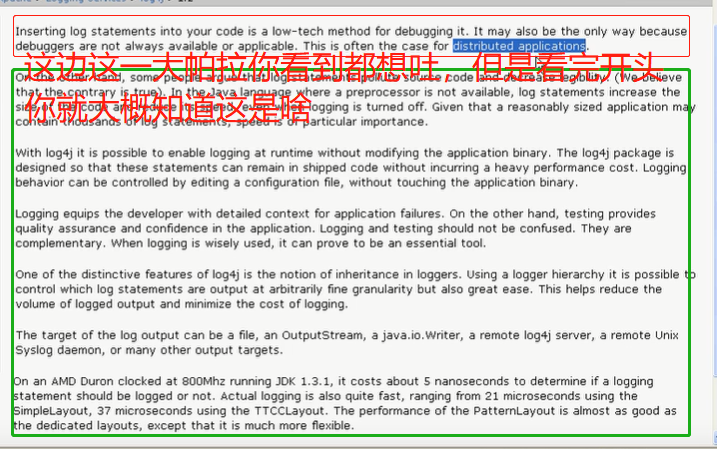 Logging Services > log4j > 1.2
Inserting log statements into your code is a low-tech method for debugging it. It may also be the only way because
debuggers are not always available or applicable. This is often the case for distributed applications.
这边这一大帕拉你看到都想吐，但是看完开头
你就大概知道这是啥
On the other hand, some people argue that log statements pollute source code and decrease legibility. (We believe
that the contrary is true). In the Java language where a preprocessor is not available, log statements increase the
size of the code and reduce its speed, even when logging is turned off. Given that a reasonably sized application may
contain thousands of log statements, speed is of particular importance.
With log4j it is possible to enable logging at runtime without modifying the application binary. The log4j package is
designed so that these statements can remain in shipped code without incurring a heavy performance cost. Logging
behavior can be controlled by editing a configuration file, without touching the application binary.
Logging equips the developer with detailed context for application failures. On the other hand, testing provides
quality assurance and confidence in the application. Logging and testing should not be confused. They are
complementary. When logging is wisely used, it can prove to be an essential tool.
One of the distinctive features of log4j is the notion of inheritance in loggers. Using a logger hierarchy it is possible to
control which log statements are output at arbitrarily fine granularity but also great ease. This helps reduce the
volume of logged output and minimize the cost of logging.
The target of the log output can be a file, an OutputStream, a java.io.Writer, a remote log4j server, a remote Unix
Syslog daemon, or many other output targets.
On an AMD Duron clocked at 800Mhz running JDK 1.3.1, it costs about 5 nanoseconds to determine if a logging
statement should be logged or not. Actual logging is also quite fast, ranging from 21 microseconds using the
SimpleLayout, 37 microseconds using the TTCCLayout. The performance of the PatternLayout is almost as good as
the dedicated layouts, except that it is much more flexible.